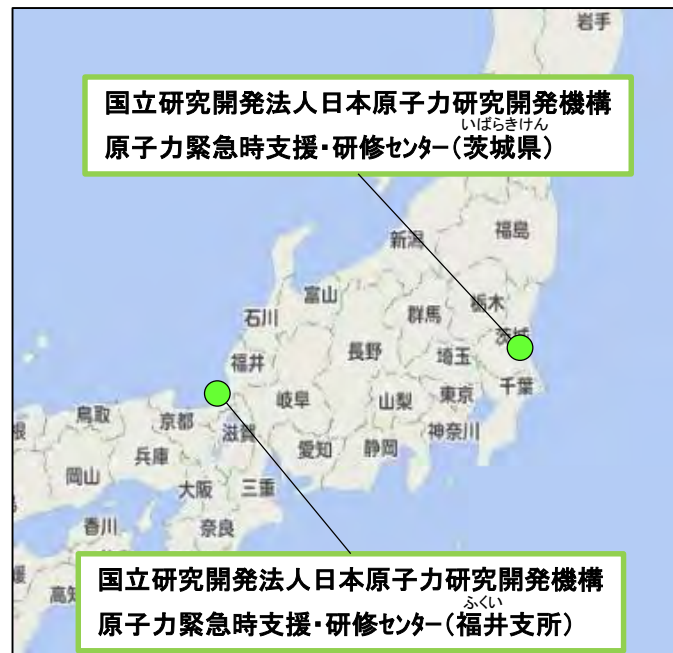 岩手
国立研究開発法人日本原子力研究開発機構
いばらきけん
原子力緊急時支援・研修センター(茨城県)
福島
新潟
富山
栃木
群馬
石川
茨城
長野
埼玉
福井
千葉
岐阜
山梨
東京
鳥取
京都
滋賀
神奈川
兵庫
愛知
静岡
岡山
大阪
三重
香川
奈良
国立研究開発法人日本原子力研究開発機構
ふくい
原子力緊急時支援・研修センター(福井支所)